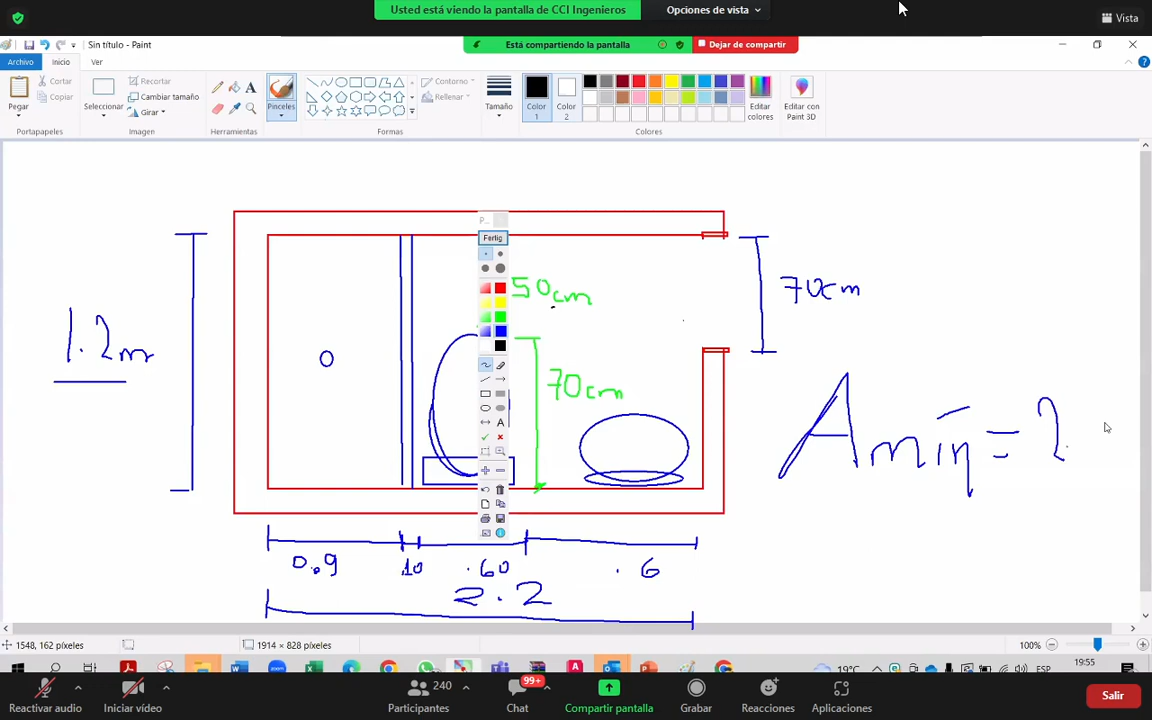 Usted está viendo la pantalla de CCI Ingenieros
Opciones de vista
Vista
Sin título - Paint
Está compartiendo la pantalla
Dejar de compartir
Archivo
Inicio
Ver
Pegar
Cortar
Copiar
Portapapeles
Seleccionar
Recortar
Cambiar tamaño
Girar
Imagen
Herramientas
Pinceles
Contorno
Rellenar
Formas
Tamaño
Color 1
Color 2
Editar colores
Editar con Paint 3D
Colores
P...
Fertig
50cm
70cm
1.2m
0
70cm
Amin=?
0.9
10
.60
.6
2.2
1548, 162 píxeles
1914 × 828 píxeles
100%
19°C
ESP
19:55
Reactivar audio
Iniciar vídeo
240
Participantes
99+
Chat
Compartir pantalla
Grabar
Reacciones
Aplicaciones
Salir